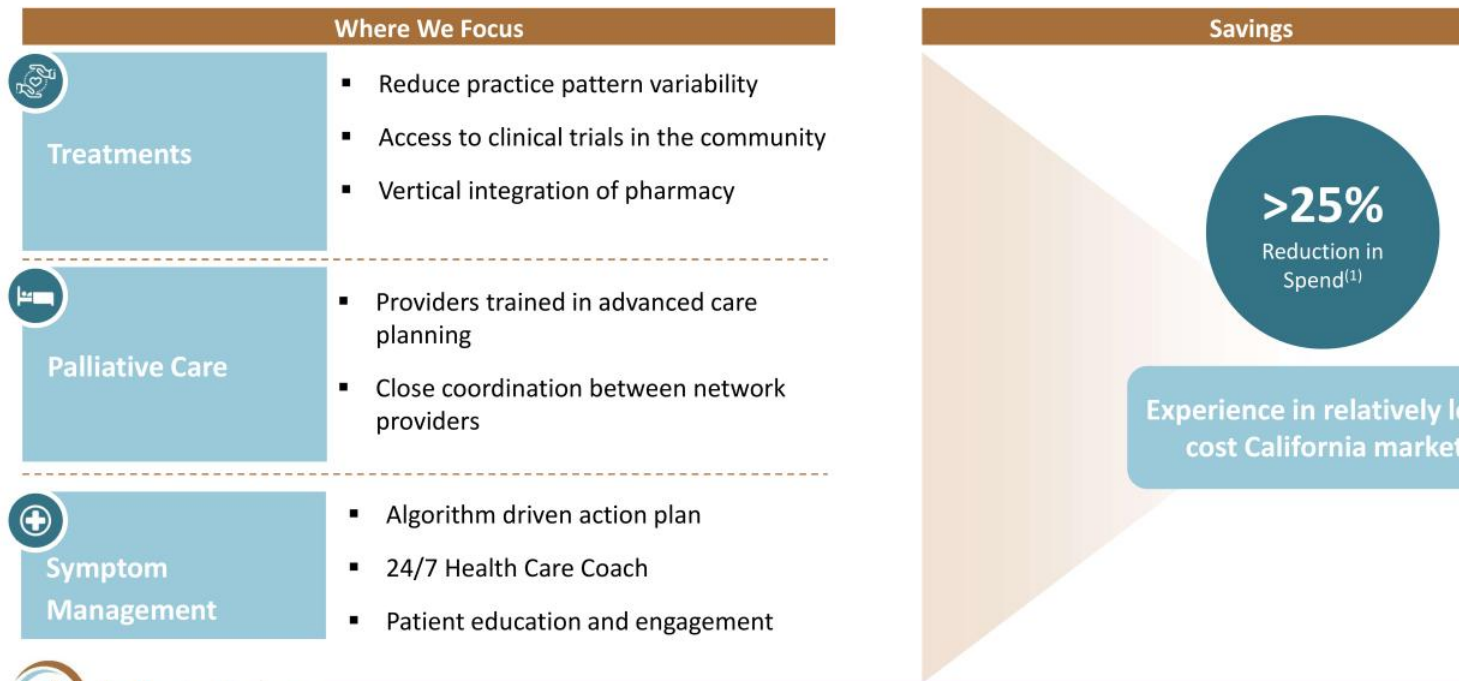 Where We Focus
Treatments
▪ Reduce practice pattern variability
▪ Access to clinical trials in the community
▪ Vertical integration of pharmacy
Palliative Care
▪ Providers trained in advanced care
planning
▪ Close coordination between network
providers
Symptom
Management
▪ Algorithm driven action plan
▪ 24/7 Health Care Coach
▪ Patient education and engagement
Savings
>25%
Reduction in
Spend(1)
Experience in relatively
cost California market